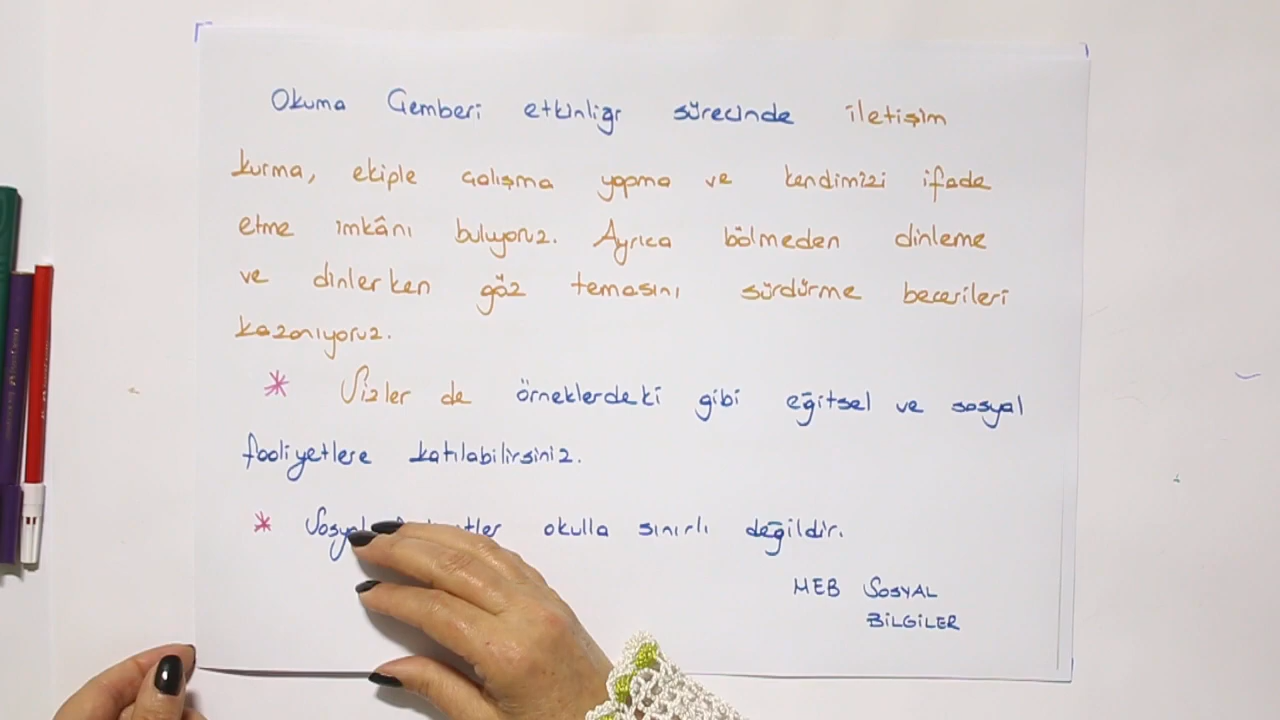 Okuma Çemberi etkinliği sürecinde iletişim
kurma, ekiple çalışma yapma ve kendimizi ifade
etme imkânı buluyoruz. Ayrıca bölmeden dinleme
ve dinlerken göz temasını sürdürme becerileri
kazanıyoruz.
* Sizler de örneklerdeki gibi eğitsel ve sosyal
faaliyetlere katılabilirsiniz.
* Sosyal okulla sınırlı değildir.
MEB SOSYAL
BİLGİLER